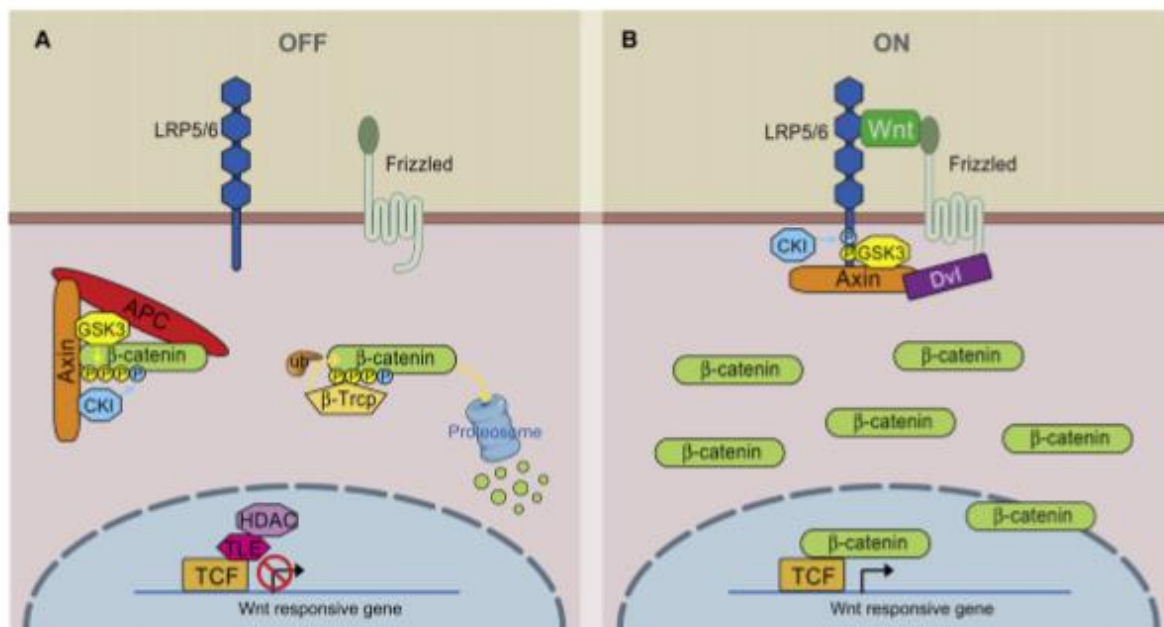 A
OFF
LRP5/6
Frizzled
APC
Axin
GSK3
β-catenin
P P P P
CKI
ub
β-catenin
P P P P
β-Trcp
Proteosome
HDAC
TLE
TCF
Wnt responsive gene
B
ON
LRP5/6
Wnt
Frizzled
CKI
P
P
GSK3
Axin
Dvl
β-catenin
β-catenin
β-catenin
β-catenin
β-catenin
β-catenin
β-catenin
TCF
Wnt responsive gene